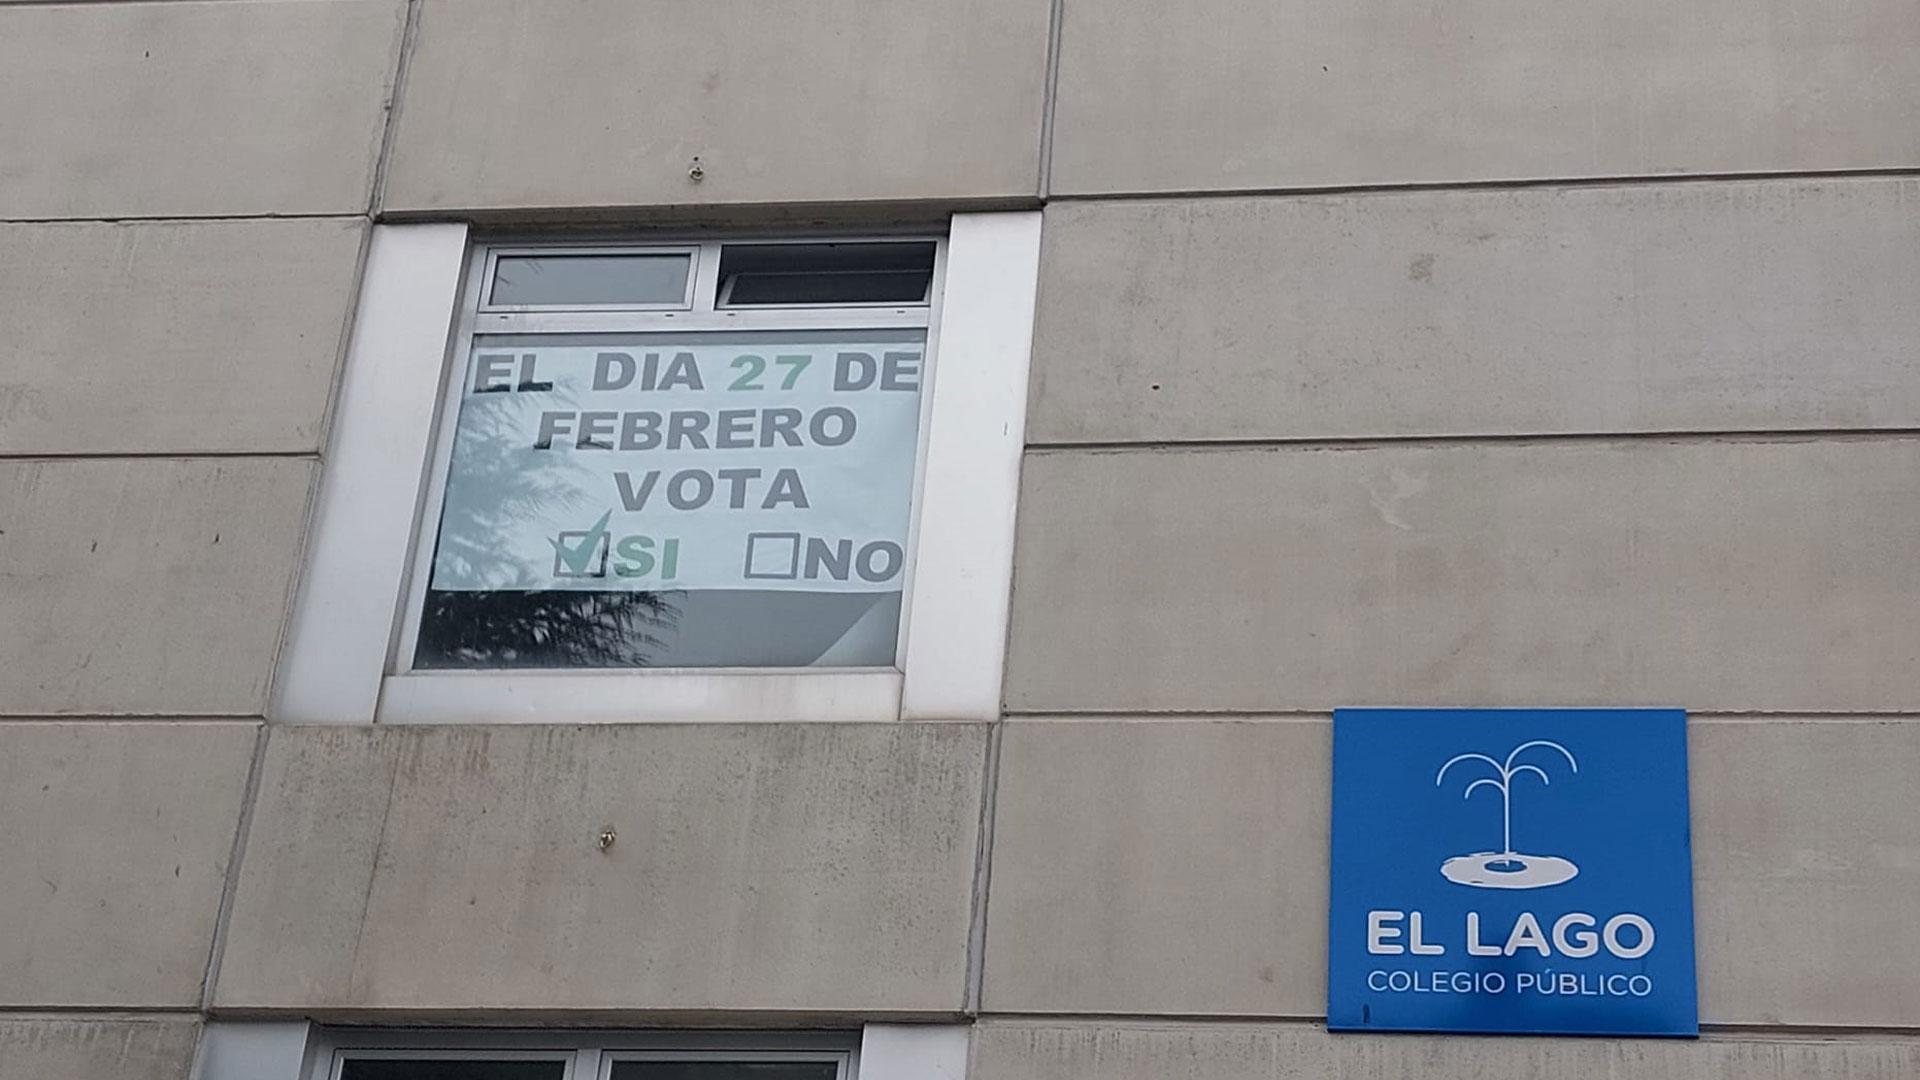 EL DIA 27 DE
FEBRERO
VOTA
SI NO
EL LAGO
COLEGIO PÚBLICO